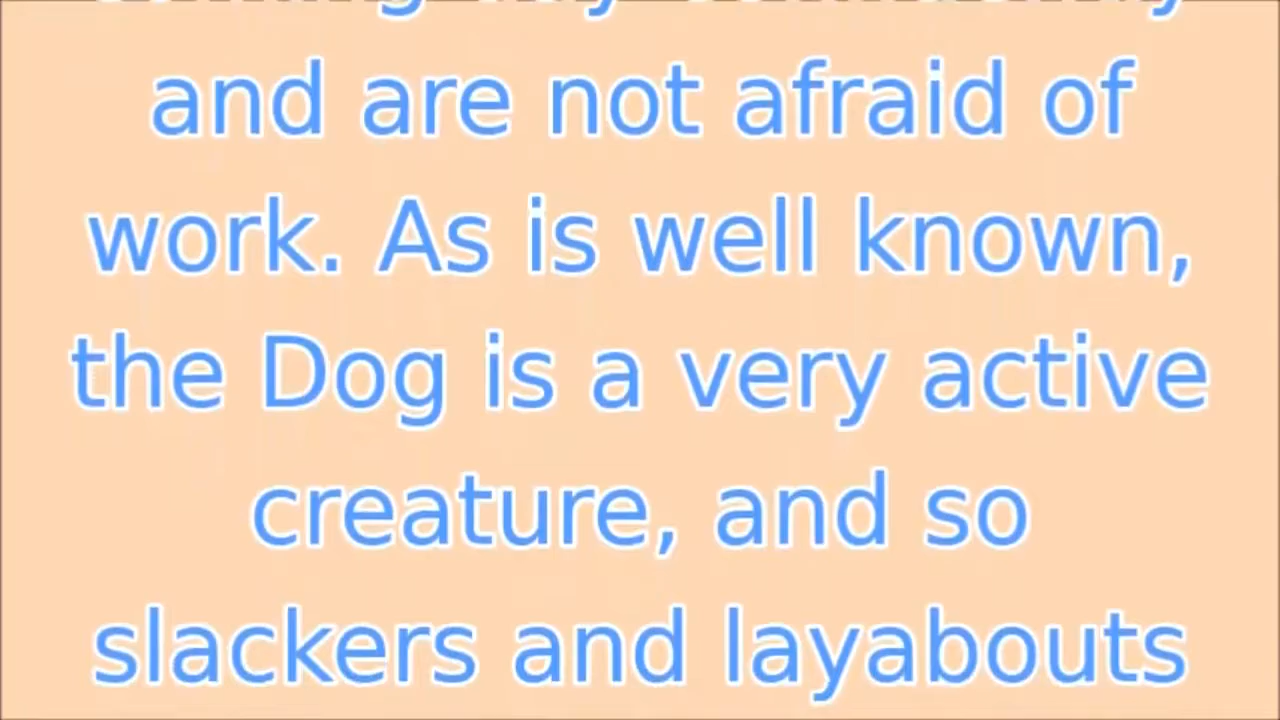 and are not afraid of
work. As is well known,
the Dog is a very active
creature, and so
slackers and layabouts